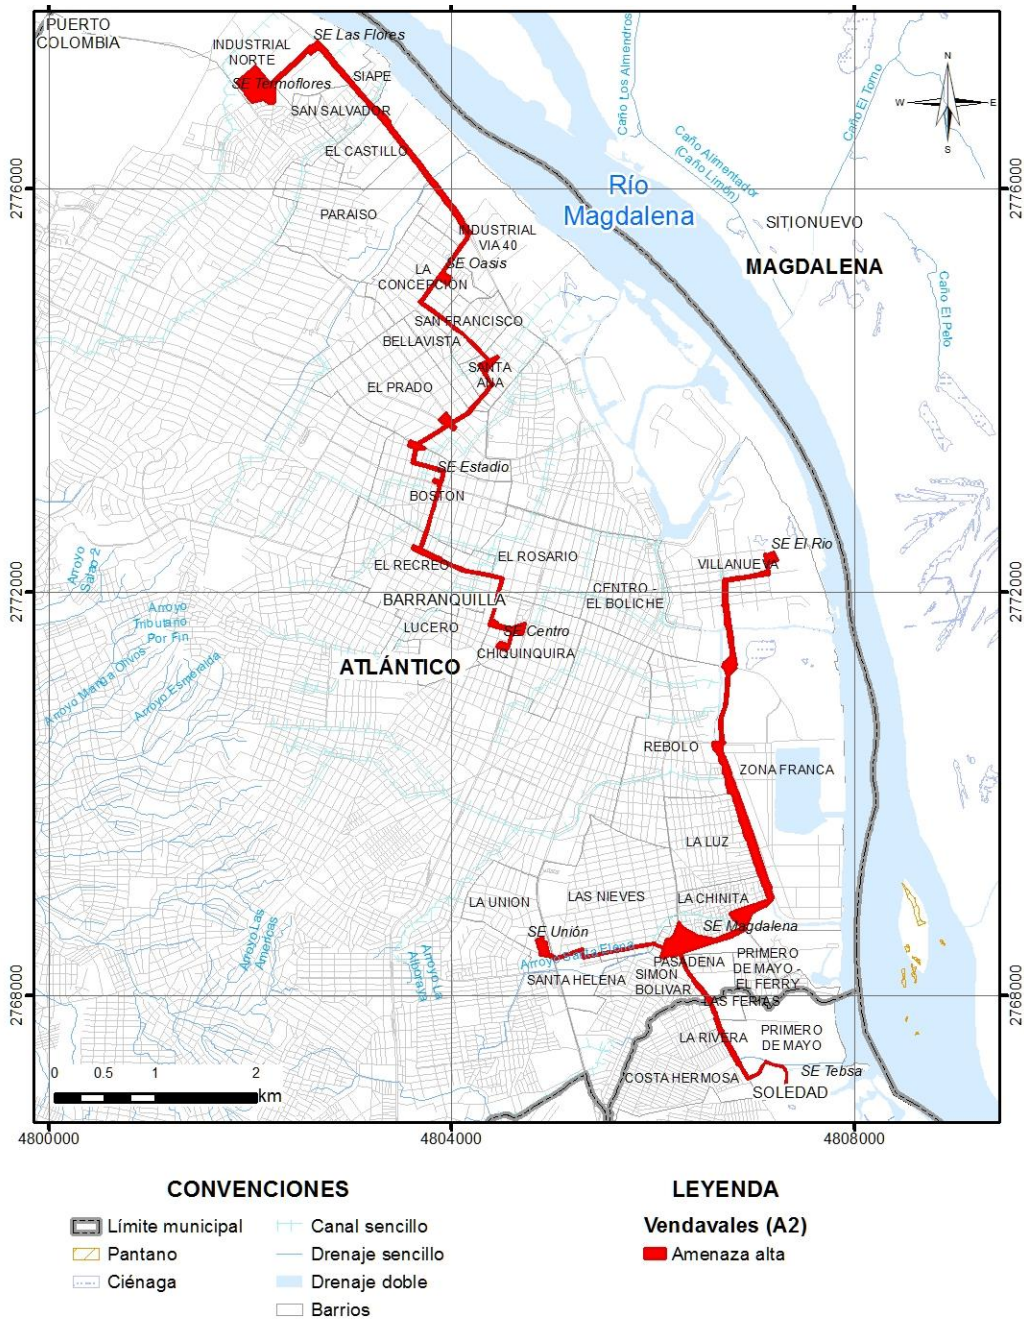 PUERTO
COLOMBIA
INDUSTRIAL
NORTE
SE Las Flores
SE Termoflores
SIAPE
SAN SALVADOR
EL CASTILLO
PARAISO
INDUSTRIAL
VIA 40
SE Oasis
LA
CONCEPCIÓN
SAN FRANCISCO
BELLAVISTA
SANTA
ANA
EL PRADO
SE Estadio
BOSTON
EL RECREO
EL ROSARIO
BARRANQUILLA
LUCERO
SE Centro
CHIQUINQUIRA
ATLÁNTICO
CENTRO -
EL BOLICHE
VILLANUEVA
SE El Rio
REBOLO
ZONA FRANCA
LA LUZ
LAS NIEVES
LA CHINITA
LA UNION
SE Unión
SE Magdalena
SANTA HELENA
PASADENA
SIMON
BOLIVAR
PRIMERO
DE MAYO -
EL FERRY
LAS FERIAS
LA RIVERA
PRIMERO
DE MAYO
COSTA HERMOSA
SE Tebsa
SOLEDAD
Río
Magdalena
Caño Los Almendros
Caño Alimentador
(Caño Limón)
Caño El Torno
SITIONUEVO
MAGDALENA
Caño El Pelo
Arroyo
Salao 2
Arroyo
Tributario
Por Fin
Arroyo Manga Olivos
Arroyo Esmeralda
Arroyo Las
Americas
Arroyo La
Alboraya
N
W
E
S
0 0.5 1 2
km
2776000
2772000
2768000
2776000
2772000
2768000
4800000
4804000
4808000
CONVENCIONES
Límite municipal
Pantano
Ciénaga
Canal sencillo
Drenaje sencillo
Drenaje doble
Barrios
LEYENDA
Vendavales (A2)
Amenaza alta